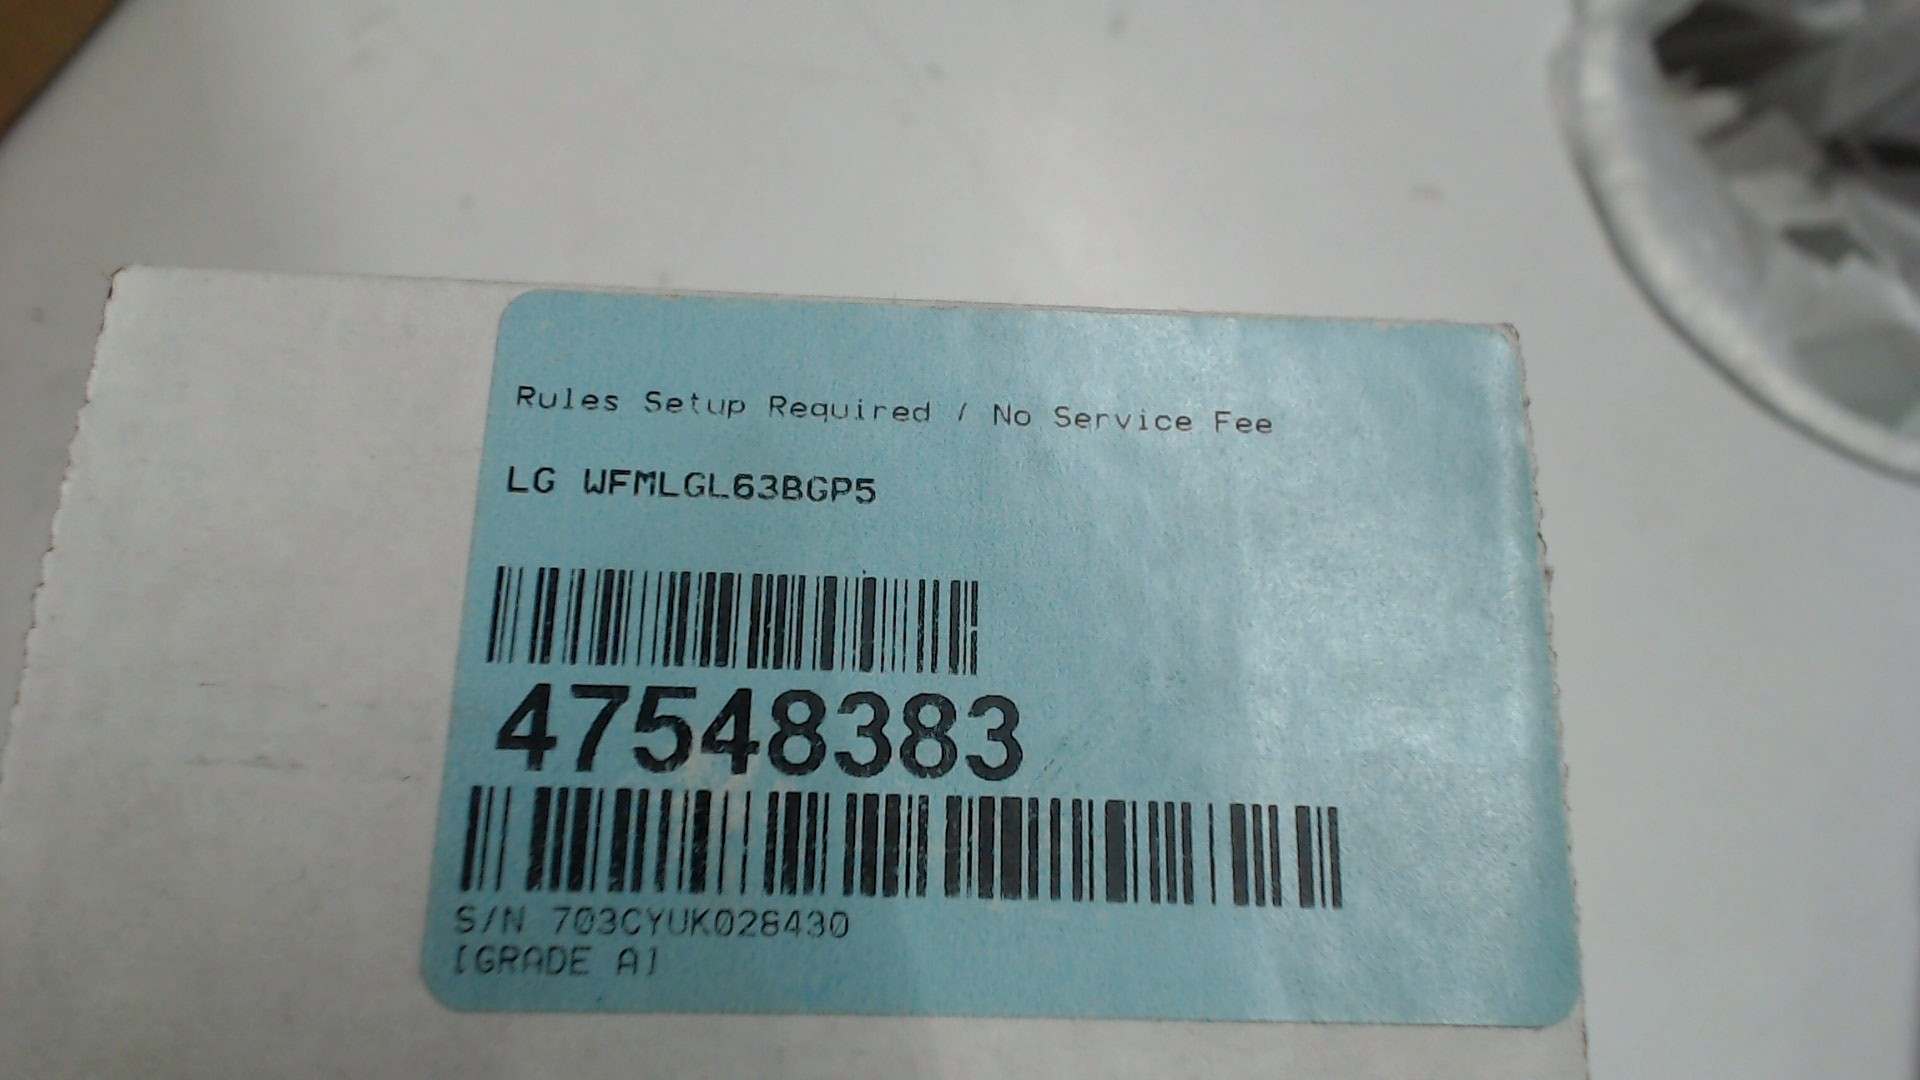 Rules Setup Required / No Service Fee
LG WFMLGL63BGP5
47548383
S/N 703CYUK028430
[GRADE A]